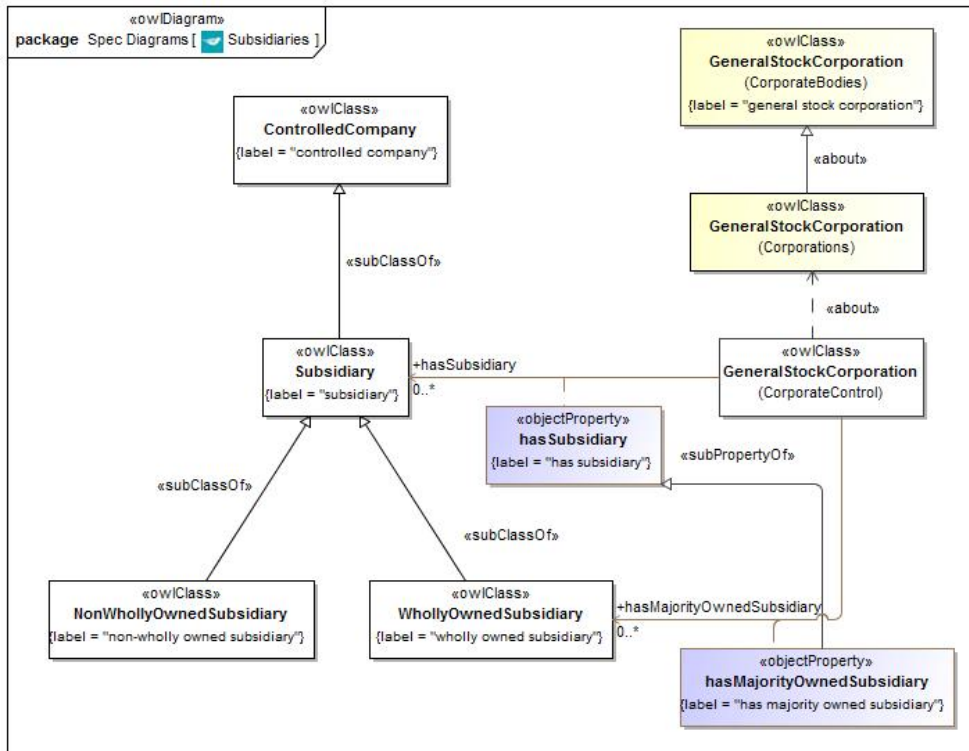 «owlDiagram»
package Spec Diagrams [ Subsidiaries ]
«owlClass»
GeneralStockCorporation
(CorporateBodies)
{label = "general stock corporation"}
«owlClass»
ControlledCompany
{label = "controlled company"}
«about»
«owlClass»
GeneralStockCorporation
(Corporations)
«subClassOf»
«about»
«owlClass»
Subsidiary
{label = "subsidiary"}
+hasSubsidiary
0..*
«owlClass»
GeneralStockCorporation
(CorporateControl)
«objectProperty»
hasSubsidiary
{label = "has subsidiary"}
«subPropertyOf»
«subClassOf»
«subClassOf»
«owlClass»
NonWhollyOwnedSubsidiary
{label = "non-wholly owned subsidiary"}
«owlClass»
WhollyOwnedSubsidiary
{label = "wholly owned subsidiary"}
+hasMajorityOwnedSubsidiary
0..*
«objectProperty»
hasMajorityOwnedSubsidiary
{label = "has majority owned subsidiary"}